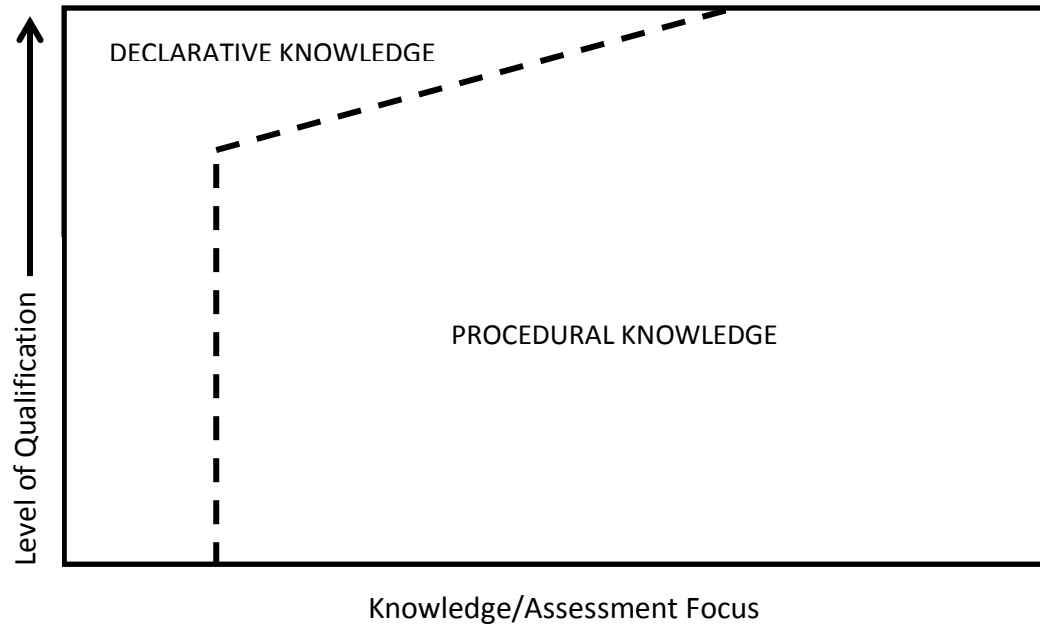 DECLARATIVE KNOWLEDGE
PROCEDURAL KNOWLEDGE
Level of Qualification
Knowledge/Assessment Focus